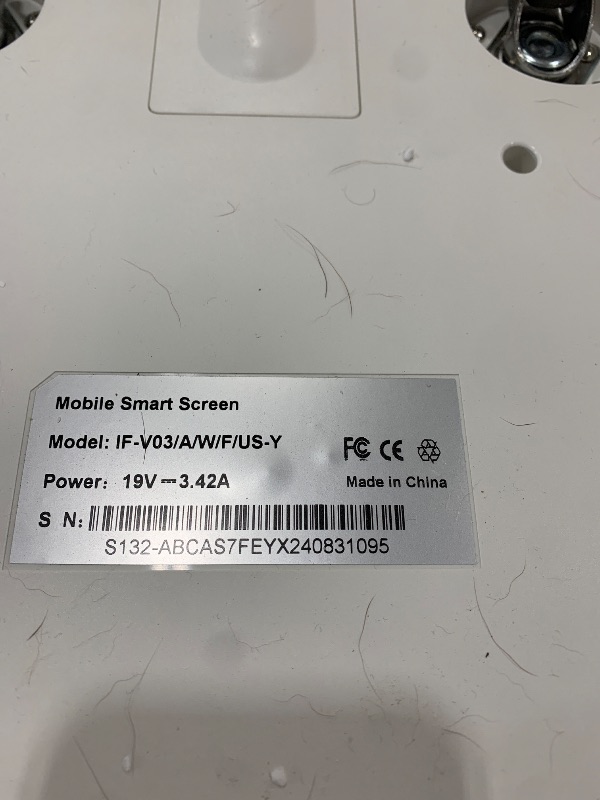 Mobile Smart Screen
Model: IF-V03/A/W/F/US-Y
FC CE
Power: 19V⎓3.42A
Made in China
S N:
S132-ABCAS7FEYX240831095